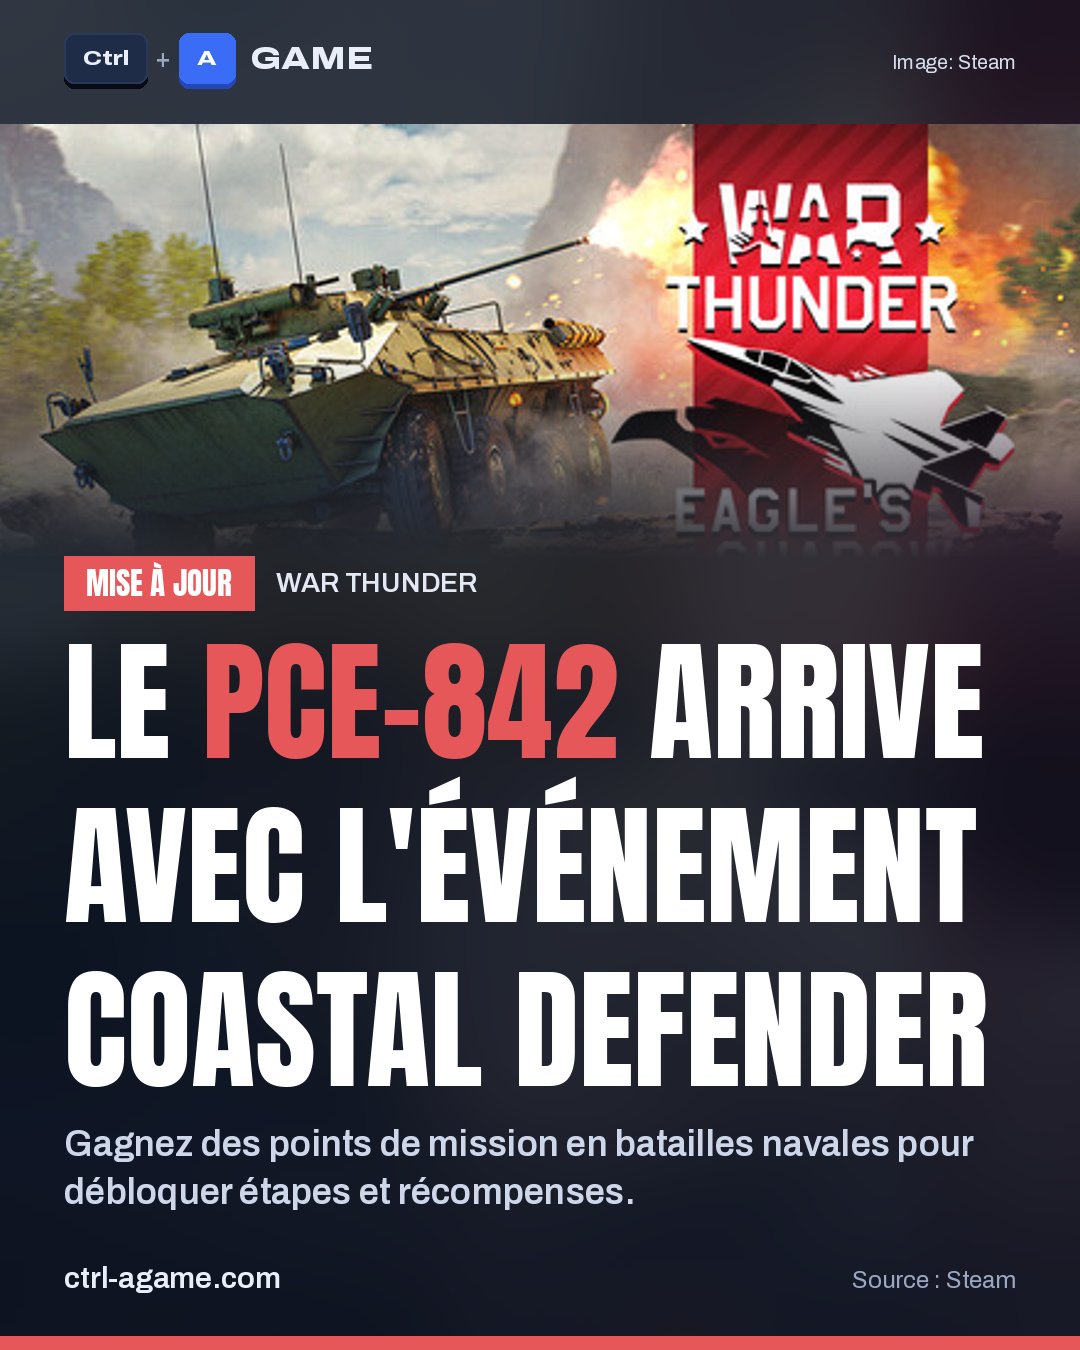 Ctrl + A GAME
Image: Steam
WAR
THUNDER
EAGLE'S
SHADOW
MISE À JOUR
WAR THUNDER
LE PCE-842 ARRIVE
AVEC L'ÉVÉNEMENT
COASTAL DEFENDER
Gagnez des points de mission en batailles navales pour
débloquer étapes et récompenses.
ctrl-agame.com
Source : Steam